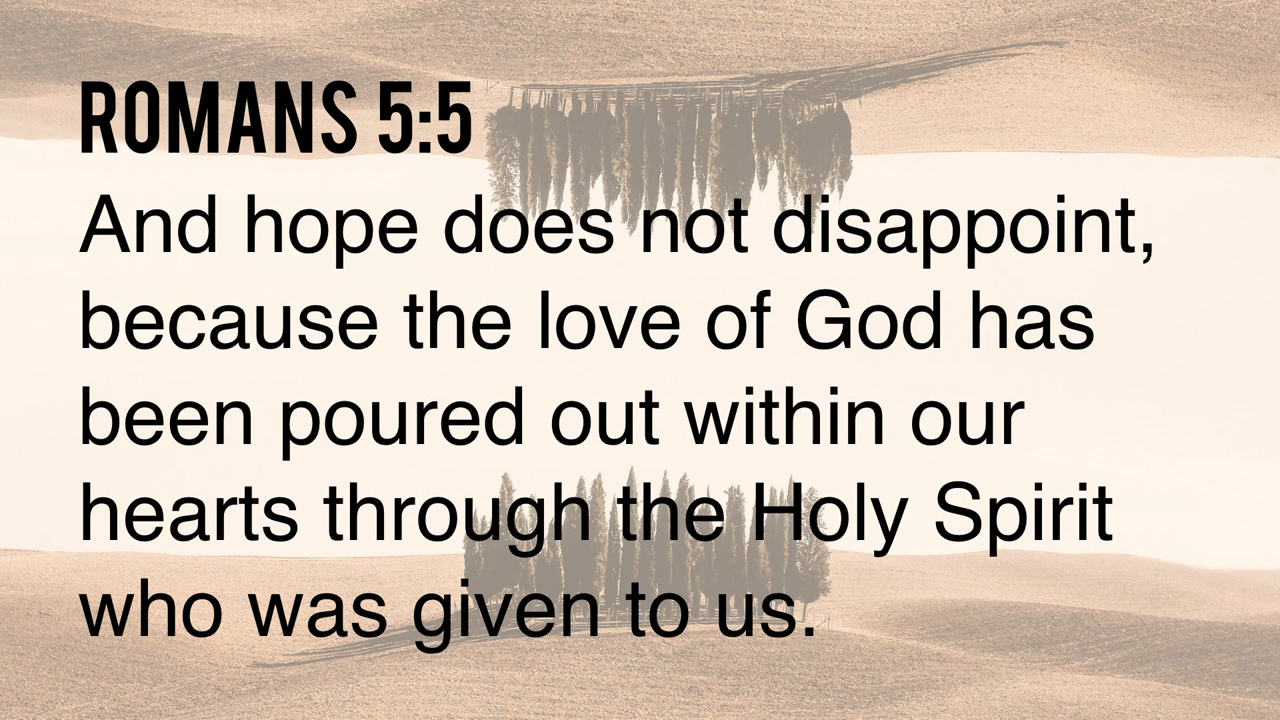 ROMANS 5:5
And hope does not disappoint,
because the love of God has
been poured out within our
hearts through the Holy Spirit
who was given to us.